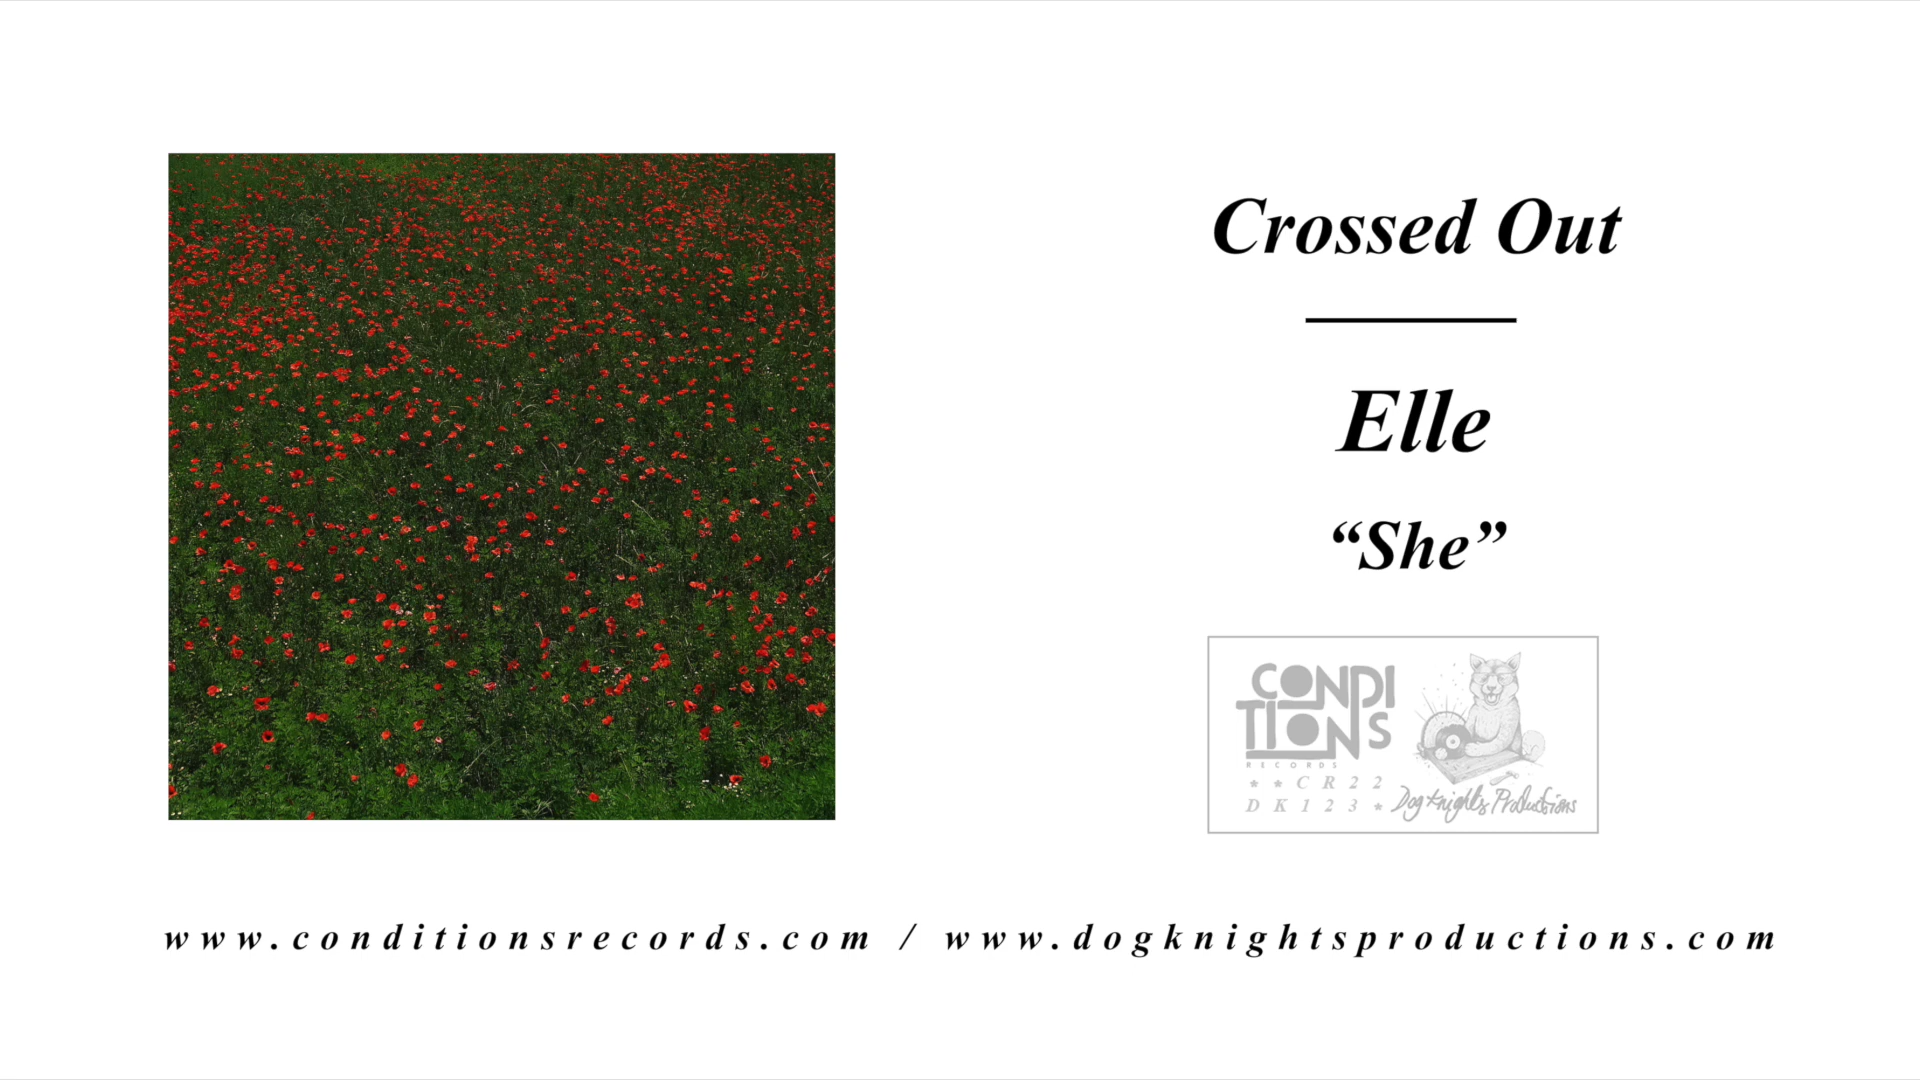 Crossed Out
Elle
“She”
CONDI
TIONS
RECORDS
* * CR22
DK123 *
Dog Knights Productions
www.conditionsrecords.com / www.dogknightsproductions.com